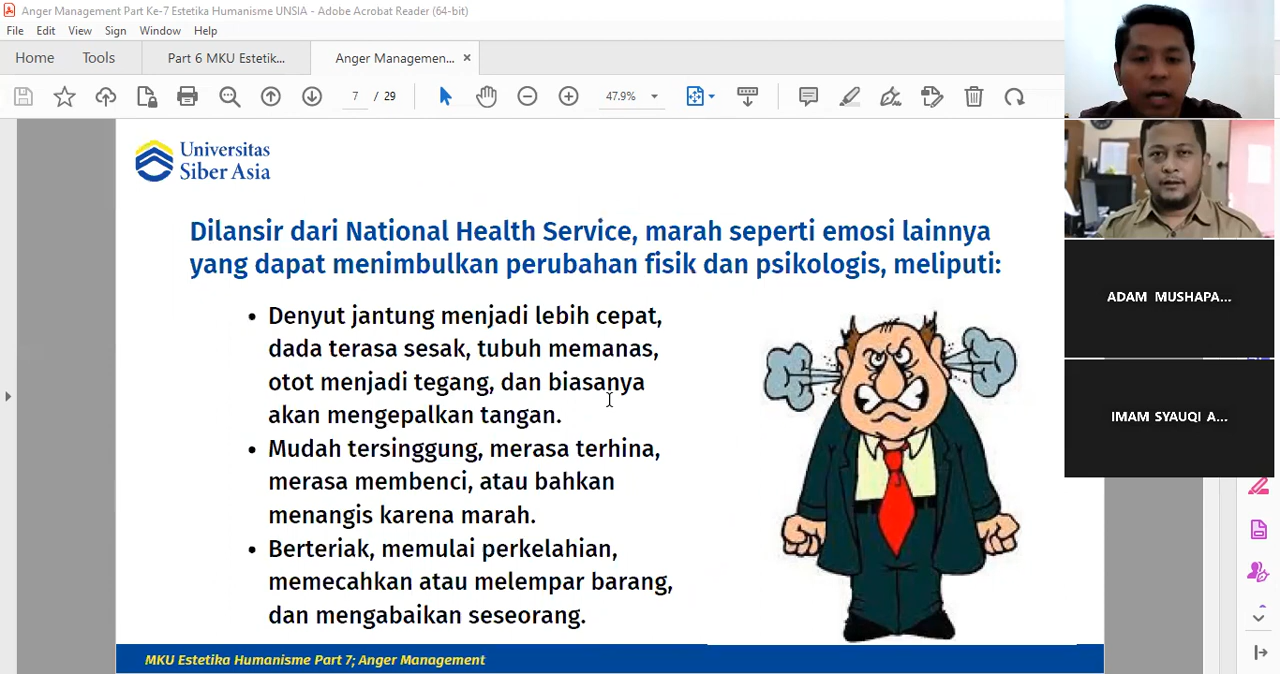 Anger Management Part Ke-7 Estetika Humanisme UNSIA - Adobe Acrobat Reader (64-bit)
File Edit View Sign Window Help
Home Tools Part 6 MKU Estetik... Anger Managemen... ×
7 / 29 47.9%
Universitas
Siber Asia
Dilansir dari National Health Service, marah seperti emosi lainnya
yang dapat menimbulkan perubahan fisik dan psikologis, meliputi:
• Denyut jantung menjadi lebih cepat,
dada terasa sesak, tubuh memanas,
otot menjadi tegang, dan biasanya
akan mengepalkan tangan.
• Mudah tersinggung, merasa terhina,
merasa membenci, atau bahkan
menangis karena marah.
• Berteriak, memulai perkelahian,
memecahkan atau melempar barang,
dan mengabaikan seseorang.
MKU Estetika Humanisme Part 7; Anger Management
ADAM MUSHAPA...
IMAM SYAUQI A...